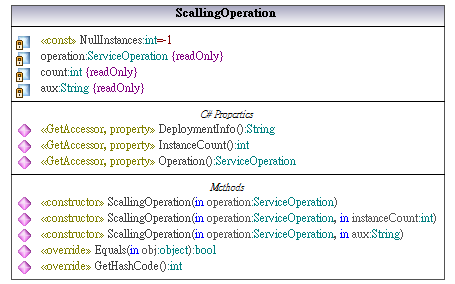 ScallingOperation
«const» NullInstances:int=-1
operation:ServiceOperation {readOnly}
count:int {readOnly}
aux:String {readOnly}
C# Properties
«GetAccessor, property» DeploymentInfo():String
«GetAccessor, property» InstanceCount():int
«GetAccessor, property» Operation():ServiceOperation
Methods
«constructor» ScallingOperation(in operation:ServiceOperation)
«constructor» ScallingOperation(in operation:ServiceOperation, in instanceCount:int)
«constructor» ScallingOperation(in operation:ServiceOperation, in aux:String)
«override» Equals(in obj:object):bool
«override» GetHashCode():int